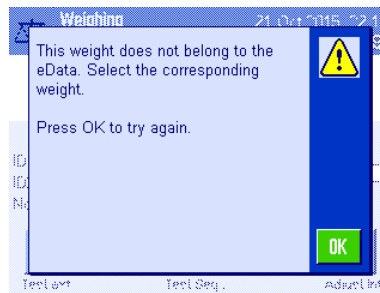 Weighing
21 Oct 2015
This weight does not belong to the
eData. Select the corresponding
weight.
Press OK to try again.
OK
Test Seq.